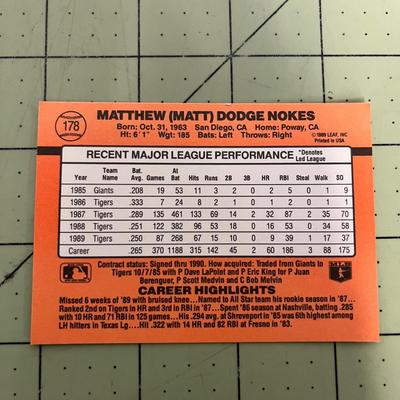 178
MATTHEW (MATT) DODGE NOKES
Born: Oct. 31, 1963 San Diego, CA Home: Poway, CA
Ht: 6' 1" Wgt: 185 Bats: Left Throws: Right
© 1989 LEAF, INC
Printed in USA
RECENT MAJOR LEAGUE PERFORMANCE
*Denotes
Led League
Year Team Name Bat. Avg. Games At Bat Hits Runs 2B 3B HR RBI Steal Walk SO
1985 Giants .208 19 53 11 3 2 0 2 5 0 1 9
1986 Tigers .333 7 24 8 2 1 0 1 2 0 1 1
1987 Tigers .289 135 461 133 69 14 2 32 87 2 35 70
1988 Tigers .251 122 382 96 53 18 0 16 53 0 34 58
1989 Tigers .250 87 268 67 15 10 0 9 39 1 17 37
Career .265 370 1188 315 142 45 2 60 186 3 88 175
Contract status: Signed thru 1990. How acquired: Traded from Giants to
Tigers 10/7/85 with P Dave LaPoint and P Eric King for P Juan
Berenguer, P Scott Medvin and C Bob Melvin
CAREER HIGHLIGHTS
Missed 6 weeks of '89 with bruised knee...Named to All Star team his rookie season in '87...
Ranked 2nd on Tigers in HR and 3rd in RBI in '87...Spent '86 season at Nashville, batting .285
with 10 HR and 71 RBI in 125 games...His .294 avg. at Shreveport in '85 was 6th highest among
LH hitters in Texas Lg....Hit .322 with 14 HR and 82 RBI at Fresno in '83.